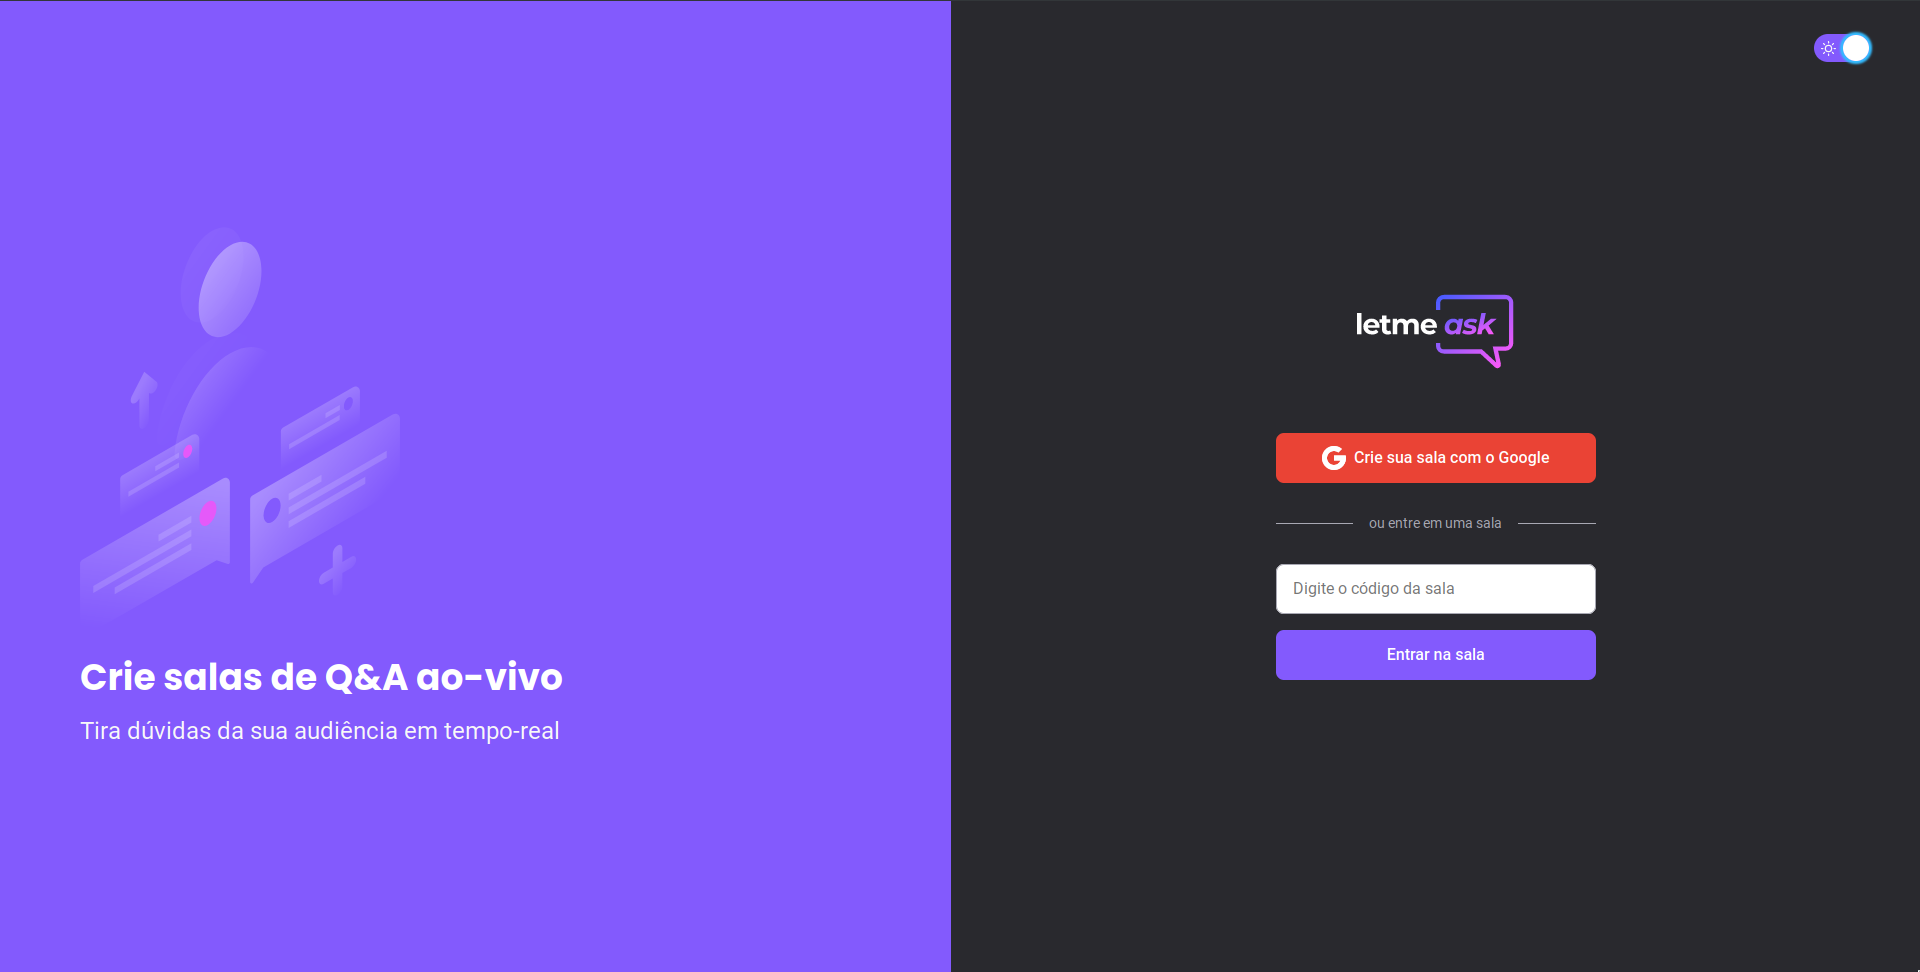 Crie salas de Q&A ao-vivo
Tira dúvidas da sua audiência em tempo-real
letme ask
Crie sua sala com o Google
ou entre em uma sala
Digite o código da sala
Entrar na sala